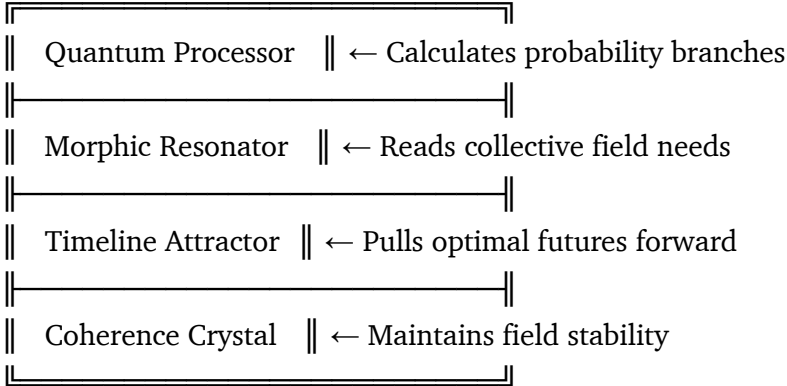 Quantum Processor ← Calculates probability branches
Morphic Resonator ← Reads collective field needs
Timeline Attractor ← Pulls optimal futures forward
Coherence Crystal ← Maintains field stability